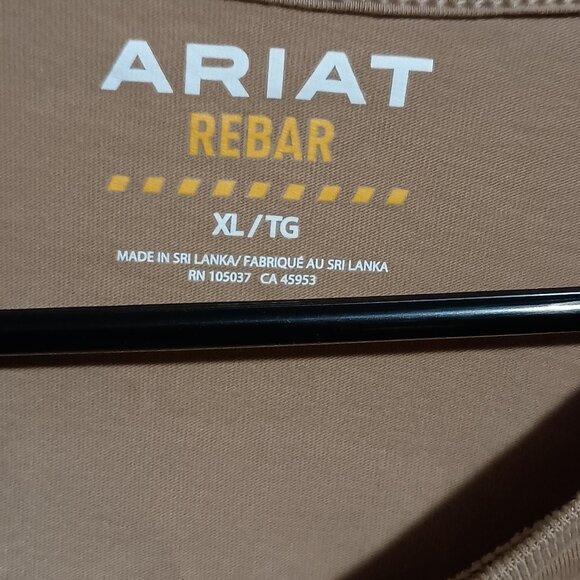 ARIAT
REBAR
XL/TG
MADE IN SRI LANKA/ FABRIQUÉ AU SRI LANKA
RN 105037 CA 45953